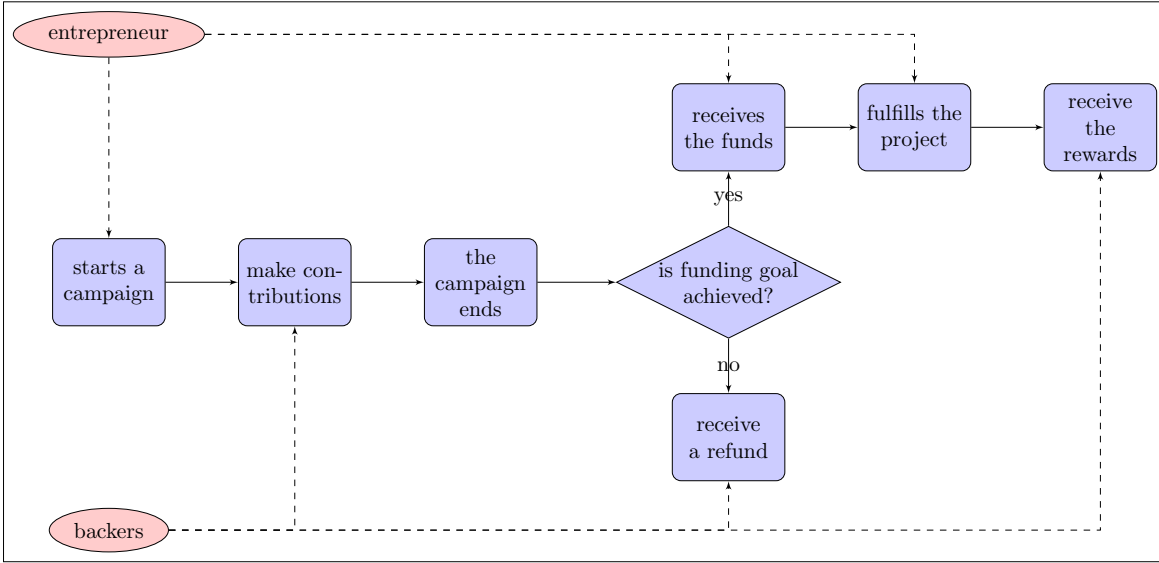 entrepreneur
receives
the funds
fulfills the
project
receive
the
rewards
yes
starts a
campaign
make con-
tributions
the
campaign
ends
is funding goal
achieved?
no
receive
a refund
backers